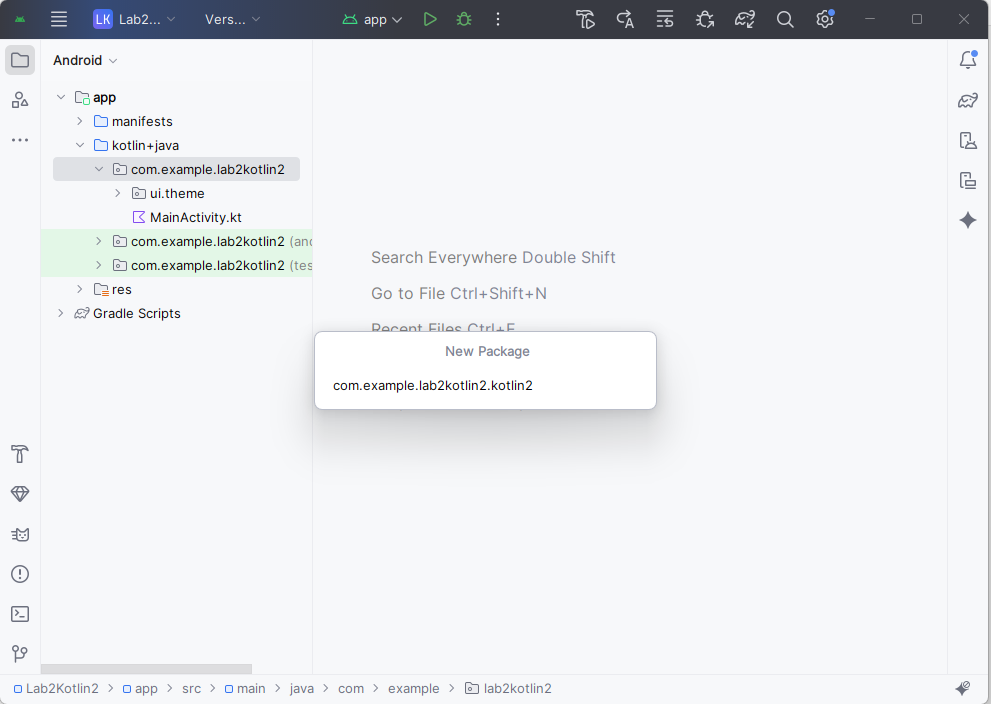 LK Lab2... Vers... app
Android
app
manifests
kotlin+java
com.example.lab2kotlin2
ui.theme
MainActivity.kt
com.example.lab2kotlin2 (and
com.example.lab2kotlin2 (tes
res
Gradle Scripts
Search Everywhere Double Shift
Go to File Ctrl+Shift+N
Recent Files Ctrl+E
New Package
com.example.lab2kotlin2.kotlin2
Lab2Kotlin2 > app > src > main > java > com > example > lab2kotlin2